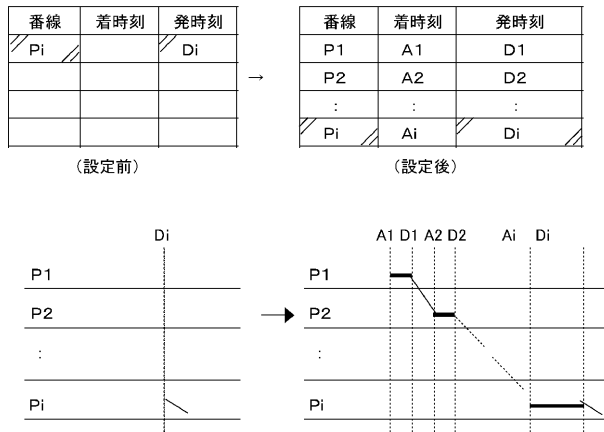 番線 着時刻 発時刻
Pi Di
(設定前)
→
番線 着時刻 発時刻
P1 A1 D1
P2 A2 D2
: : :
Pi Ai Di
(設定後)
Di
P1
P2
:
Pi
A1 D1 A2 D2 Ai Di
P1
P2
:
Pi